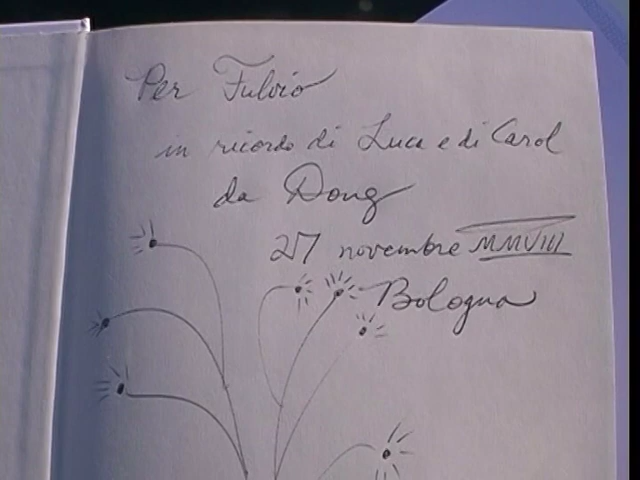 Per Fulvio
in ricordo di Luca e di Carol
da Doug
27 novembre MMVIII
Bologna